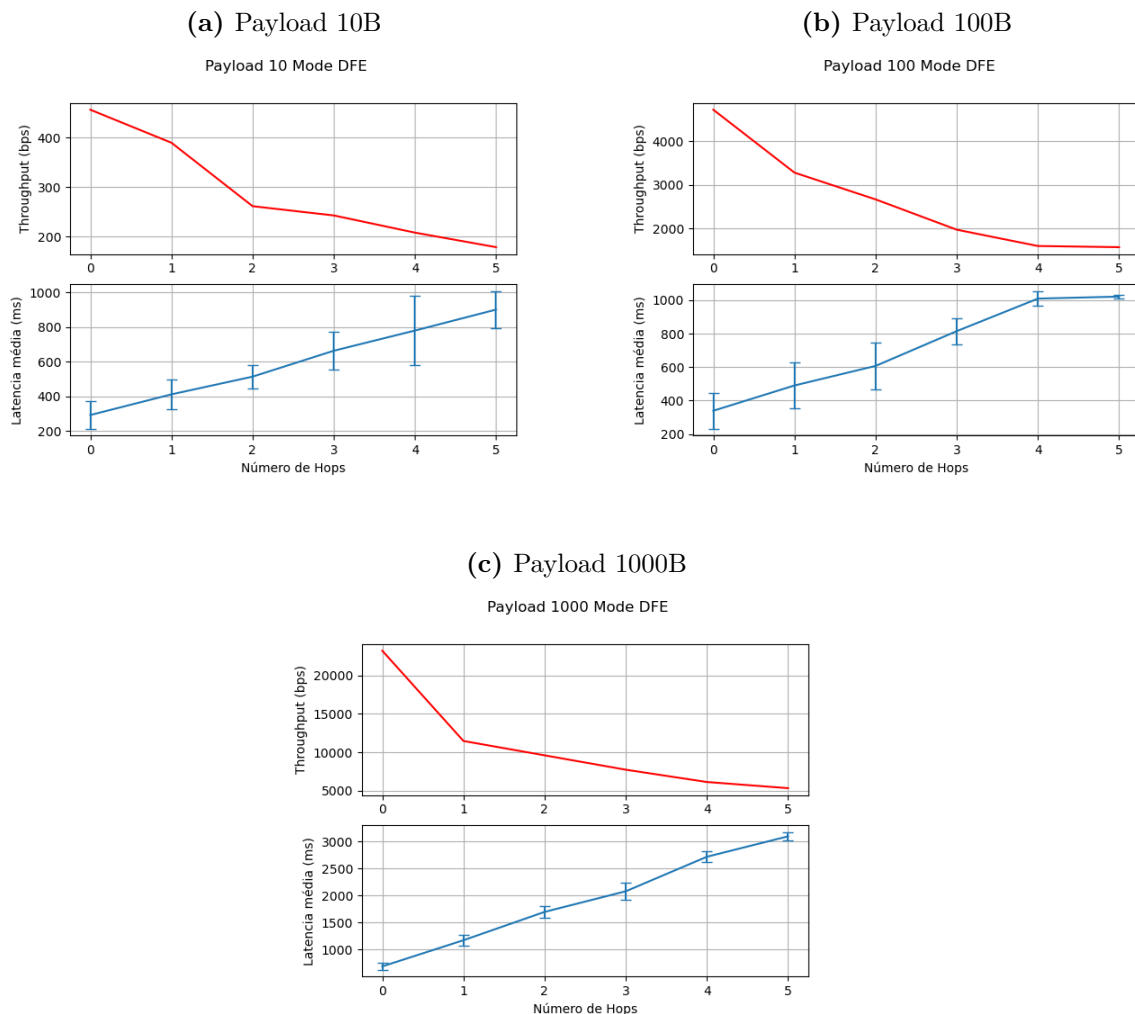 (a) Payload 10B
Payload 10 Mode DFE
Throughput (bps)
400
300
200
0 1 2 3 4 5
Latencia média (ms)
1000
800
600
400
200
0 1 2 3 4 5
Número de Hops
(b) Payload 100B
Payload 100 Mode DFE
Throughput (bps)
4000
3000
2000
0 1 2 3 4 5
Latencia média (ms)
1000
800
600
400
200
0 1 2 3 4 5
Número de Hops
(c) Payload 1000B
Payload 1000 Mode DFE
Throughput (bps)
20000
15000
10000
5000
0 1 2 3 4 5
Latencia média (ms)
3000
2500
2000
1500
1000
0 1 2 3 4 5
Número de Hops